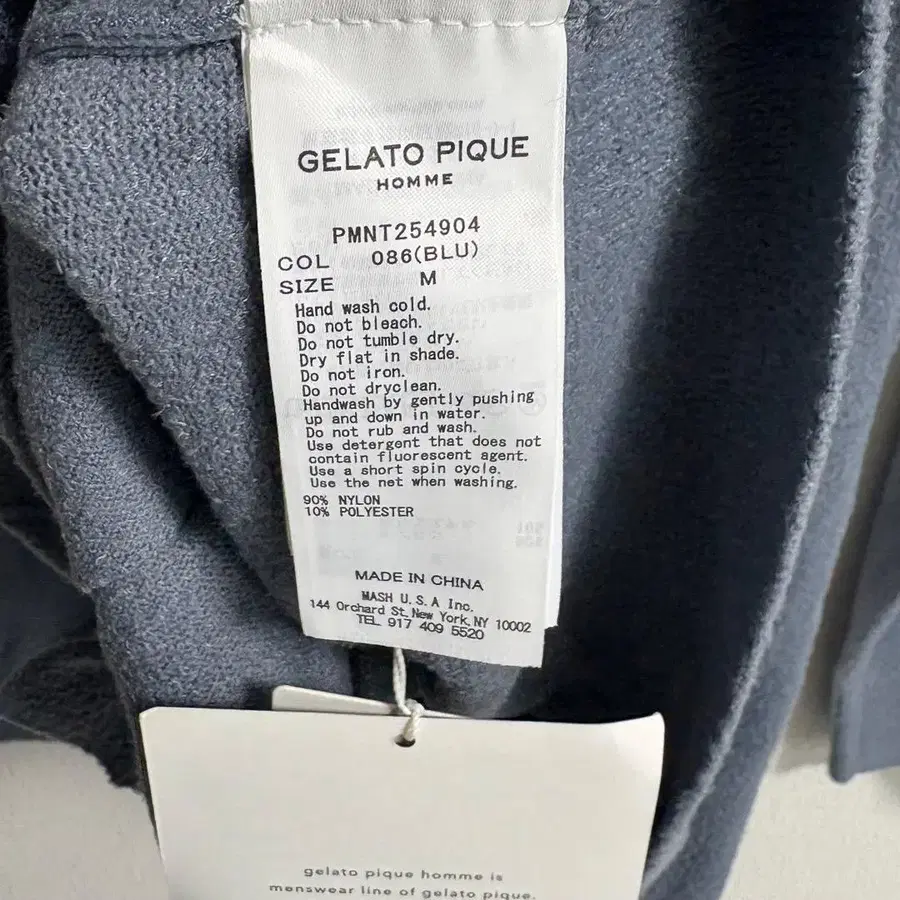 GELATO PIQUE
HOMME
PMNT254904
COL 086(BLU)
SIZE M
Hand wash cold.
Do not bleach.
Do not tumble dry.
Dry flat in shade.
Do not iron.
Do not dryclean.
Handwash by gently pushing
up and down in water.
Do not rub and wash.
Use detergent that does not
contain fluorescent agent.
Use a short spin cycle.
Use the net when washing.
90% NYLON
10% POLYESTER
MADE IN CHINA
MASH U.S.A Inc.
144 Orchard St, New York, NY 10002
TEL 917 409 5520
gelato pique homme is
menswear line of gelato pique.